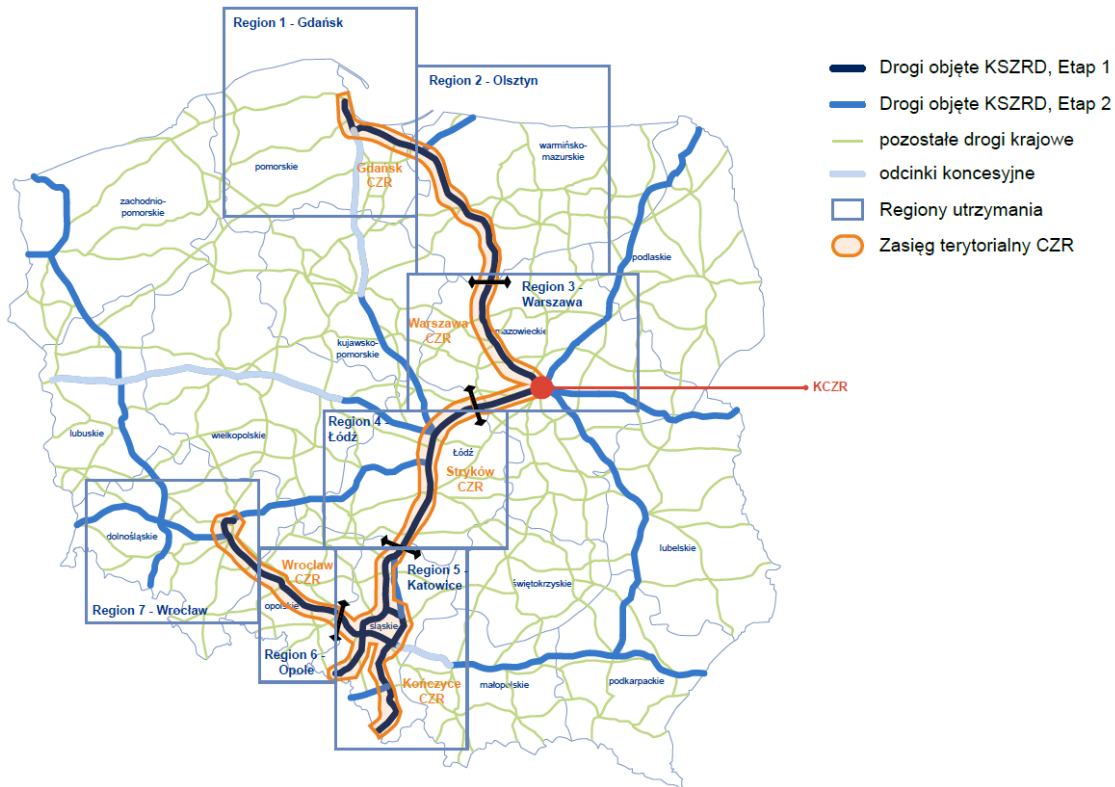 Region 1 - Gdańsk
Region 2 - Olsztyn
Drogi objęte KSZRD, Etap 1
Drogi objęte KSZRD, Etap 2
pozostałe drogi krajowe
odcinki koncesyjne
Regiony utrzymania
Zasięg terytorialny CZR
warmińsko-
mazurskie
pomorskie
Gdańsk
CZR
zachodnio-
pomorskie
podlaskie
Region 3 -
Warszawa
Warszawa
CZR
mazowieckie
kujawsko-
pomorskie
KCZR
Region 4 -
Łódź
lubuskie
wielkopolskie
Łódź
Stryków
CZR
dolnośląskie
lubelskie
Wrocław
CZR
Region 5 -
Katowice
świętokrzyskie
Region 7 - Wrocław
opolskie
śląskie
Region 6 -
Opole
Kończyce
CZR
małopolskie
podkarpackie